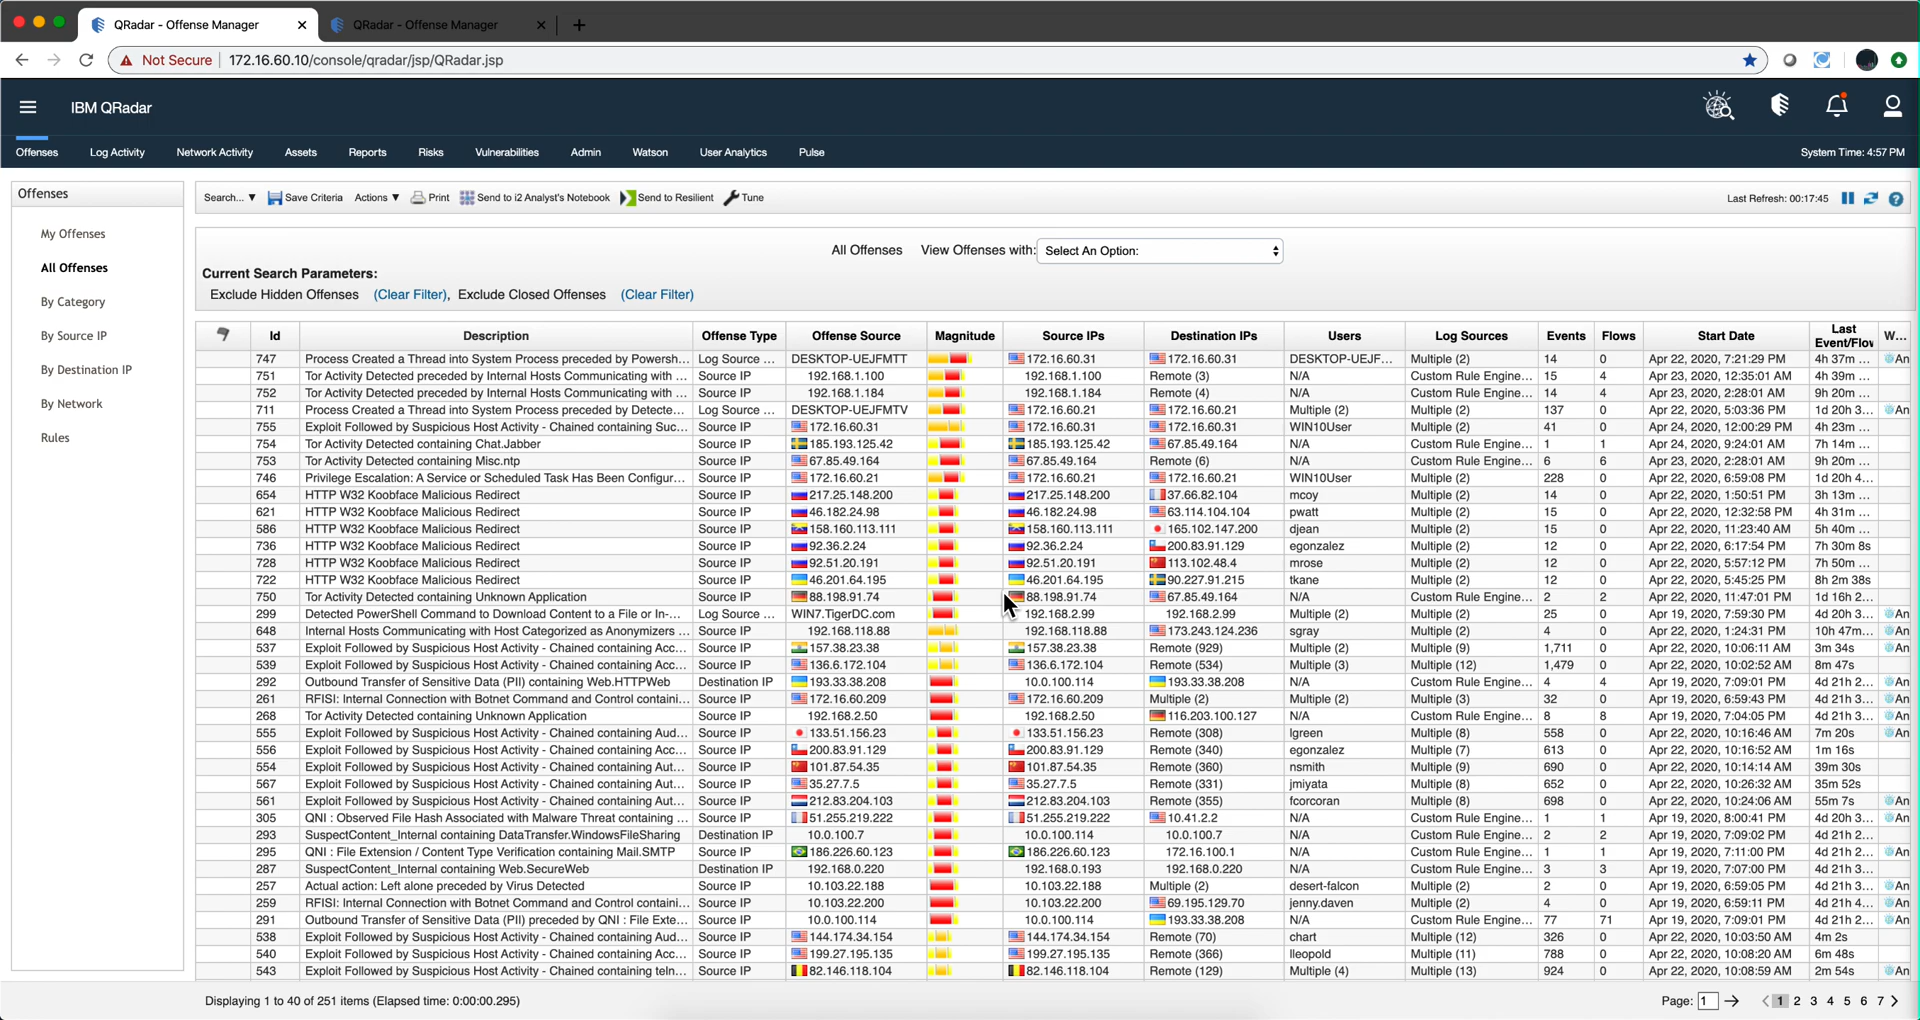 QRadar - Offense Manager × QRadar - Offense Manager × +
Not Secure 172.16.60.10/console/qradar/jsp/QRadar.jsp
IBM QRadar
Offenses Log Activity Network Activity Assets Reports Risks Vulnerabilities Admin Watson User Analytics Pulse System Time: 4:57 PM
Offenses
My Offenses
All Offenses
By Category
By Source IP
By Destination IP
By Network
Rules
Search... ▼ Save Criteria Actions ▼ Print Send to i2 Analyst's Notebook Send to Resilient Tune Last Refresh: 00:17:45
All Offenses View Offenses with: Select An Option:
Current Search Parameters:
Exclude Hidden Offenses (Clear Filter), Exclude Closed Offenses (Clear Filter)
Id Description Offense Type Offense Source Magnitude Source IPs Destination IPs Users Log Sources Events Flows Start Date Last Event/Flow W...
747 Process Created a Thread into System Process preceded by Powersh... Log Source ... DESKTOP-UEJFMTT 172.16.60.31 172.16.60.31 DESKTOP-UEJF... Multiple (2) 14 0 Apr 22, 2020, 7:21:29 PM 4h 37m ... An
751 Tor Activity Detected preceded by Internal Hosts Communicating with ... Source IP 192.168.1.100 192.168.1.100 Remote (3) N/A Custom Rule Engine... 15 4 Apr 23, 2020, 12:35:01 AM 4h 39m ...
752 Tor Activity Detected preceded by Internal Hosts Communicating with ... Source IP 192.168.1.184 192.168.1.184 Remote (4) N/A Custom Rule Engine... 14 4 Apr 23, 2020, 2:28:01 AM 9h 20m ...
711 Process Created a Thread into System Process preceded by Detecte... Log Source ... DESKTOP-UEJFMTV 172.16.60.21 172.16.60.21 Multiple (2) Multiple (2) 137 0 Apr 22, 2020, 5:03:36 PM 1d 20h 3... An
755 Exploit Followed by Suspicious Host Activity - Chained containing Suc... Source IP 172.16.60.31 172.16.60.31 172.16.60.31 WIN10User Multiple (2) 41 0 Apr 24, 2020, 12:00:29 PM 4h 23m ...
754 Tor Activity Detected containing Chat.Jabber Source IP 185.193.125.42 185.193.125.42 67.85.49.164 N/A Custom Rule Engine... 1 1 Apr 24, 2020, 9:24:01 AM 7h 14m ...
753 Tor Activity Detected containing Misc.ntp Source IP 67.85.49.164 67.85.49.164 Remote (6) N/A Custom Rule Engine... 6 6 Apr 23, 2020, 2:28:01 AM 9h 20m ...
746 Privilege Escalation: A Service or Scheduled Task Has Been Configur... Source IP 172.16.60.21 172.16.60.21 172.16.60.21 WIN10User Multiple (2) 228 0 Apr 22, 2020, 6:59:08 PM 1d 20h 4...
654 HTTP W32 Koobface Malicious Redirect Source IP 217.25.148.200 217.25.148.200 37.66.82.104 mcoy Multiple (2) 14 0 Apr 22, 2020, 1:50:51 PM 3h 13m ...
621 HTTP W32 Koobface Malicious Redirect Source IP 46.182.24.98 46.182.24.98 63.114.104.104 pwatt Multiple (2) 15 0 Apr 22, 2020, 12:32:58 PM 4h 31m ...
586 HTTP W32 Koobface Malicious Redirect Source IP 158.160.113.111 158.160.113.111 165.102.147.200 djean Multiple (2) 15 0 Apr 22, 2020, 11:23:40 AM 5h 40m ...
736 HTTP W32 Koobface Malicious Redirect Source IP 92.36.2.24 92.36.2.24 200.83.91.129 egonzalez Multiple (2) 12 0 Apr 22, 2020, 6:17:54 PM 7h 30m 8s
728 HTTP W32 Koobface Malicious Redirect Source IP 92.51.20.191 92.51.20.191 113.102.48.4 mrose Multiple (2) 12 0 Apr 22, 2020, 5:57:12 PM 7h 50m ...
722 HTTP W32 Koobface Malicious Redirect Source IP 46.201.64.195 46.201.64.195 90.227.91.215 tkane Multiple (2) 12 0 Apr 22, 2020, 5:45:25 PM 8h 2m 38s
750 Tor Activity Detected containing Unknown Application Source IP 88.198.91.74 88.198.91.74 67.85.49.164 N/A Custom Rule Engine... 2 2 Apr 22, 2020, 11:47:01 PM 1d 16h 2...
299 Detected PowerShell Command to Download Content to a File or In-... Log Source ... WIN7.TigerDC.com 192.168.2.99 192.168.2.99 Multiple (2) Multiple (2) 25 0 Apr 19, 2020, 7:59:30 PM 4d 20h 3... An
648 Internal Hosts Communicating with Host Categorized as Anonymizers ... Source IP 192.168.118.88 192.168.118.88 173.243.124.236 sgray Multiple (2) 4 0 Apr 22, 2020, 1:24:31 PM 10h 47m... An
537 Exploit Followed by Suspicious Host Activity - Chained containing Acc... Source IP 157.38.23.38 157.38.23.38 Remote (929) Multiple (2) Multiple (9) 1,711 0 Apr 22, 2020, 10:06:11 AM 3m 34s An
539 Exploit Followed by Suspicious Host Activity - Chained containing Acc... Source IP 136.6.172.104 136.6.172.104 Remote (534) Multiple (3) Multiple (12) 1,479 0 Apr 22, 2020, 10:02:52 AM 8m 47s
292 Outbound Transfer of Sensitive Data (PII) containing Web.HTTPWeb Destination IP 193.33.38.208 10.0.100.114 193.33.38.208 N/A Custom Rule Engine... 4 4 Apr 19, 2020, 7:09:01 PM 4d 21h 2... An
261 RFISI: Internal Connection with Botnet Command and Control containi... Source IP 172.16.60.209 172.16.60.209 Multiple (2) Multiple (2) Multiple (3) 32 0 Apr 19, 2020, 6:59:43 PM 4d 21h 3... An
268 Tor Activity Detected containing Unknown Application Source IP 192.168.2.50 192.168.2.50 116.203.100.127 N/A Custom Rule Engine... 8 8 Apr 19, 2020, 7:04:05 PM 4d 21h 3... An
555 Exploit Followed by Suspicious Host Activity - Chained containing Aud... Source IP 133.51.156.23 133.51.156.23 Remote (308) lgreen Multiple (8) 558 0 Apr 22, 2020, 10:16:46 AM 7m 20s An
556 Exploit Followed by Suspicious Host Activity - Chained containing Acc... Source IP 200.83.91.129 200.83.91.129 Remote (340) egonzalez Multiple (7) 613 0 Apr 22, 2020, 10:16:52 AM 1m 16s
554 Exploit Followed by Suspicious Host Activity - Chained containing Aut... Source IP 101.87.54.35 101.87.54.35 Remote (360) nsmith Multiple (9) 690 0 Apr 22, 2020, 10:14:14 AM 39m 30s
567 Exploit Followed by Suspicious Host Activity - Chained containing Aut... Source IP 35.27.7.5 35.27.7.5 Remote (331) jmiyata Multiple (8) 652 0 Apr 22, 2020, 10:26:32 AM 35m 52s
561 Exploit Followed by Suspicious Host Activity - Chained containing Aut... Source IP 212.83.204.103 212.83.204.103 Remote (355) fcorcoran Multiple (8) 698 0 Apr 22, 2020, 10:24:06 AM 55m 7s An
305 QNI : Observed File Hash Associated with Malware Threat containing ... Source IP 51.255.219.222 51.255.219.222 10.41.2.2 N/A Custom Rule Engine... 1 1 Apr 19, 2020, 8:00:41 PM 4d 20h 3... An
293 SuspectContent_Internal containing DataTransfer.WindowsFileSharing Destination IP 10.0.100.7 10.0.100.114 10.0.100.7 N/A Custom Rule Engine... 2 2 Apr 19, 2020, 7:09:02 PM 4d 21h 2...
295 QNI : File Extension / Content Type Verification containing Mail.SMTP Source IP 186.226.60.123 186.226.60.123 172.16.100.1 N/A Custom Rule Engine... 1 1 Apr 19, 2020, 7:11:00 PM 4d 21h 2... An
287 SuspectContent_Internal containing Web.SecureWeb Destination IP 192.168.0.220 192.168.0.193 192.168.0.220 N/A Custom Rule Engine... 3 3 Apr 19, 2020, 7:07:00 PM 4d 21h 3...
257 Actual action: Left alone preceded by Virus Detected Source IP 10.103.22.188 10.103.22.188 Multiple (2) desert-falcon Multiple (2) 2 0 Apr 19, 2020, 6:59:05 PM 4d 21h 3... An
259 RFISI: Internal Connection with Botnet Command and Control containi... Source IP 10.103.22.200 10.103.22.200 69.195.129.70 jenny.daven Multiple (2) 4 0 Apr 19, 2020, 6:59:11 PM 4d 21h 4... An
291 Outbound Transfer of Sensitive Data (PII) preceded by QNI : File Exte... Source IP 10.0.100.114 10.0.100.114 193.33.38.208 N/A Custom Rule Engine... 77 71 Apr 19, 2020, 7:09:01 PM 4d 21h 2... An
538 Exploit Followed by Suspicious Host Activity - Chained containing Aud... Source IP 144.174.34.154 144.174.34.154 Remote (70) chart Multiple (12) 326 0 Apr 22, 2020, 10:03:50 AM 4m 2s
540 Exploit Followed by Suspicious Host Activity - Chained containing Acc... Source IP 199.27.195.135 199.27.195.135 Remote (366) lleopold Multiple (11) 788 0 Apr 22, 2020, 10:08:20 AM 6m 48s
543 Exploit Followed by Suspicious Host Activity - Chained containing teln... Source IP 82.146.118.104 82.146.118.104 Remote (129) Multiple (4) Multiple (13) 924 0 Apr 22, 2020, 10:08:59 AM 2m 54s An
Displaying 1 to 40 of 251 items (Elapsed time: 0:00:00.295) Page: 1 → < 1 2 3 4 5 6 7 >